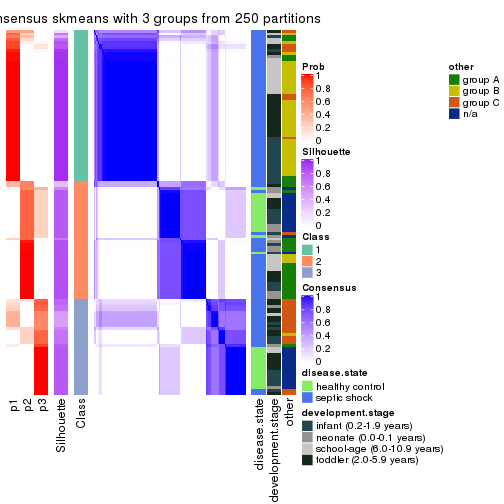 nsensus skmeans with 3 groups from 250 partitions
Prob
1
0.8
0.6
0.4
0.2
0
Silhouette
1
0.8
0.6
0.4
0.2
0
Class
1
2
3
Consensus
1
0.8
0.6
0.4
0.2
0
disease.state
healthy control
septic shock
development.stage
infant (0.2-1.9 years)
neonate (0.0-0.1 years)
school-age (6.0-10.9 years)
toddler (2.0-5.9 years)
other
group A
group B
group C
n/a
p1
p2
p3
Silhouette
Class
disease.state
development.stage
other